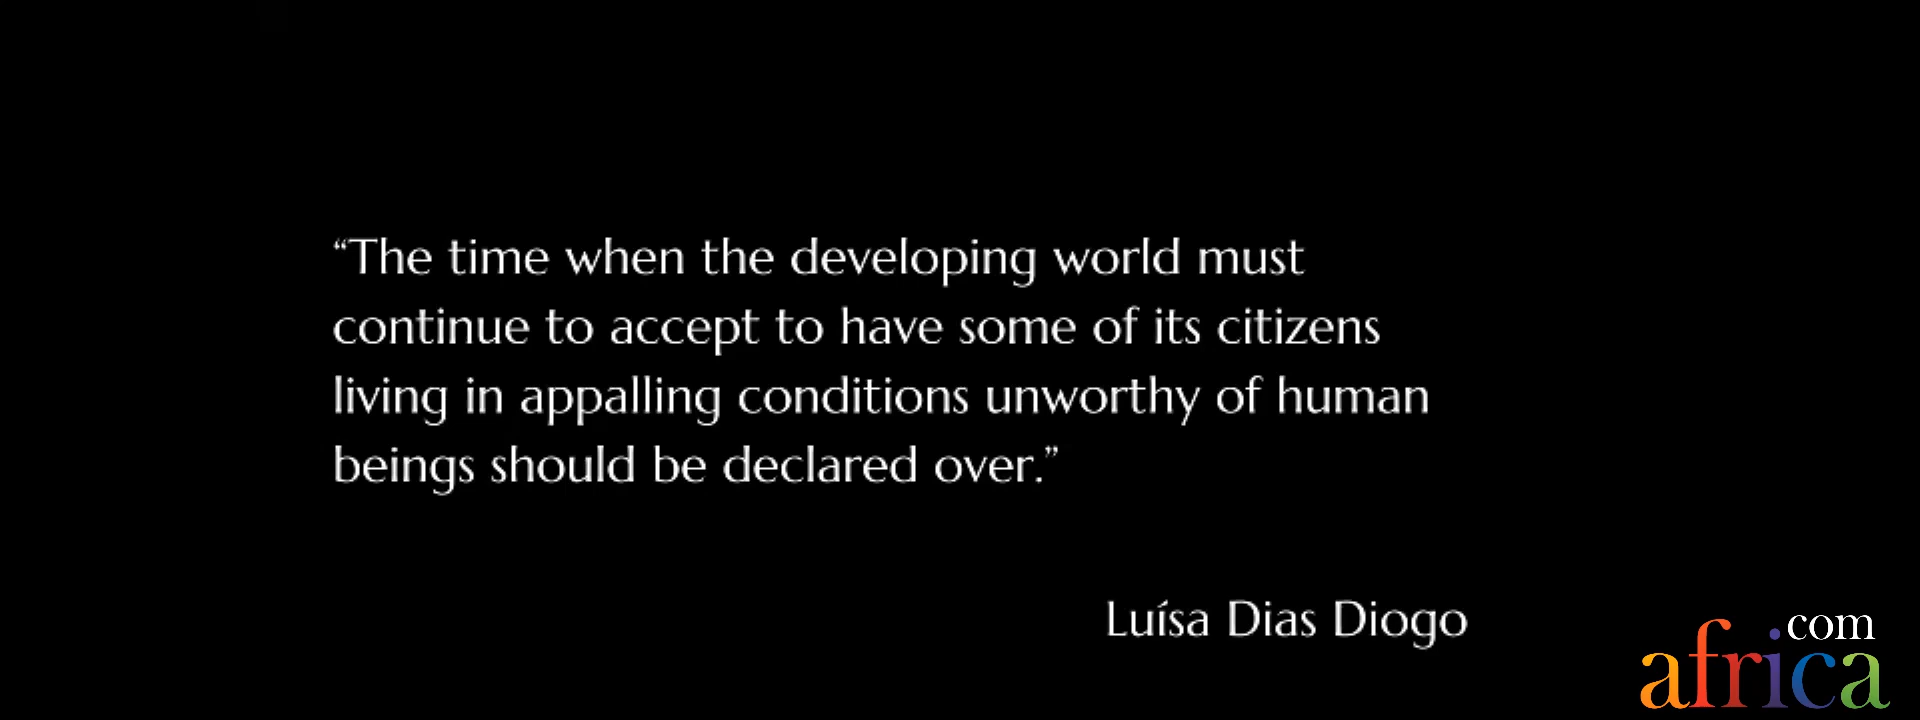 “The time when the developing world must
continue to accept to have some of its citizens
living in appalling conditions unworthy of human
beings should be declared over.”
Luísa Dias Diogo
com
africa